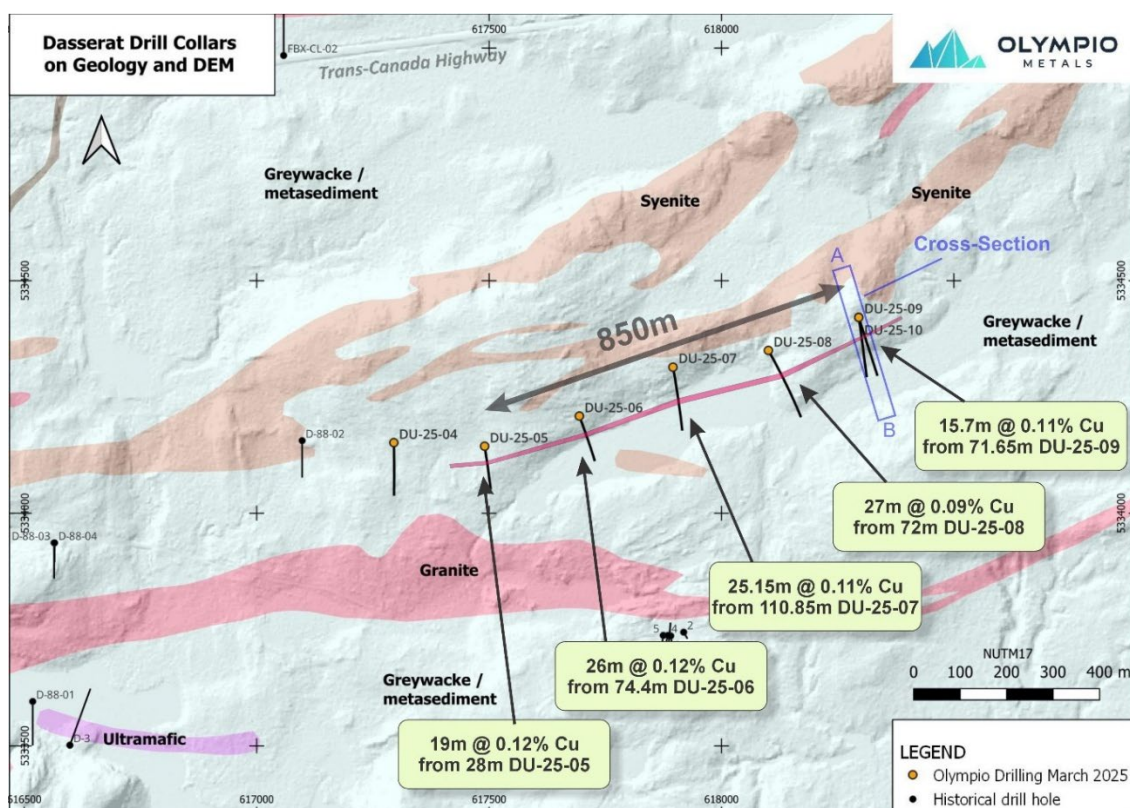 Dasserat Drill Collars
on Geology and DEM
617500
618000
OLYMPIO
METALS
FBX-CL-02
Trans-Canada Highway
Greywacke /
metasediment
Syenite
Syenite
Cross-Section
A
5334500
5334500
850m
DU-25-09
DU-25-10
Greywacke /
metasediment
DU-25-08
DU-25-07
DU-25-06
D-88-02
DU-25-04
DU-25-05
B
15.7m @ 0.11% Cu
from 71.65m DU-25-09
27m @ 0.09% Cu
from 72m DU-25-08
5334000
5334000
D-88-03
D-88-04
Granite
25.15m @ 0.11% Cu
from 110.85m DU-25-07
5
4
2
26m @ 0.12% Cu
from 74.4m DU-25-06
NUTM17
0 100 200 300 400 m
Greywacke /
metasediment
D-88-01
D-3
Ultramafic
19m @ 0.12% Cu
from 28m DU-25-05
LEGEND
Olympio Drilling March 2025
Historical drill hole
616500
617000
617500
618000